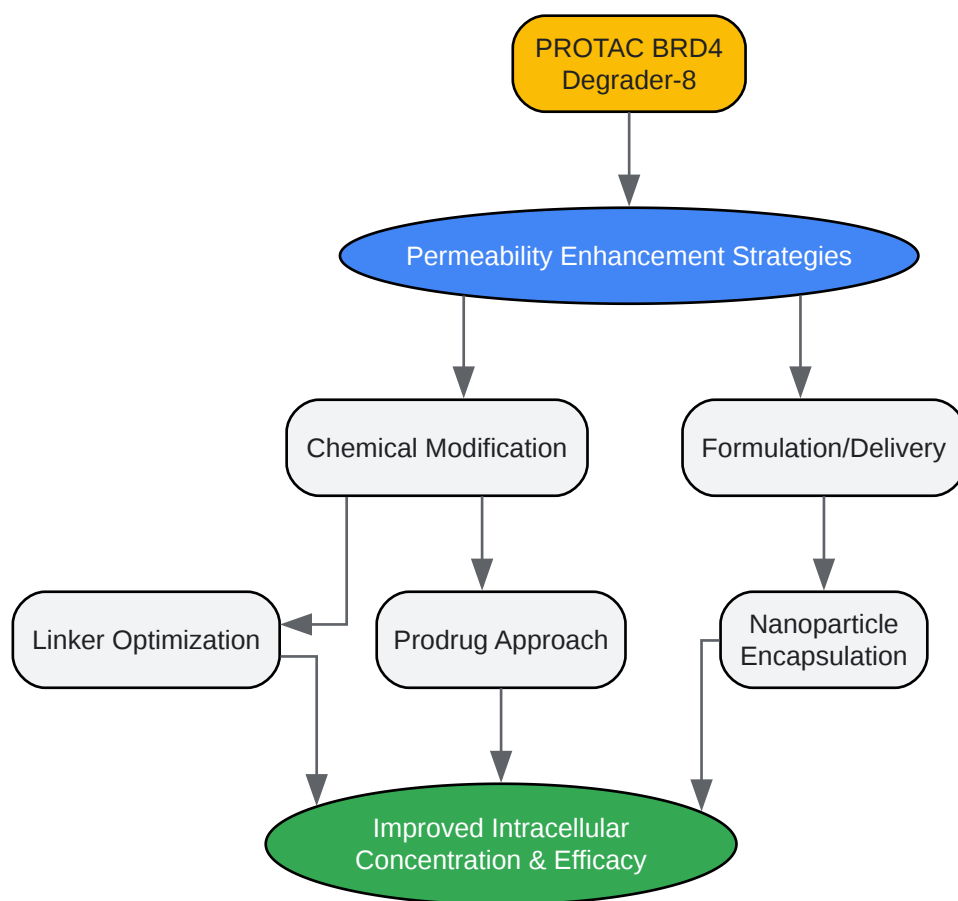 PROTAC BRD4
Degrader-8
Permeability Enhancement Strategies
Chemical Modification
Formulation/Delivery
Linker Optimization
Prodrug Approach
Nanoparticle
Encapsulation
Improved Intracellular
Concentration & Efficacy